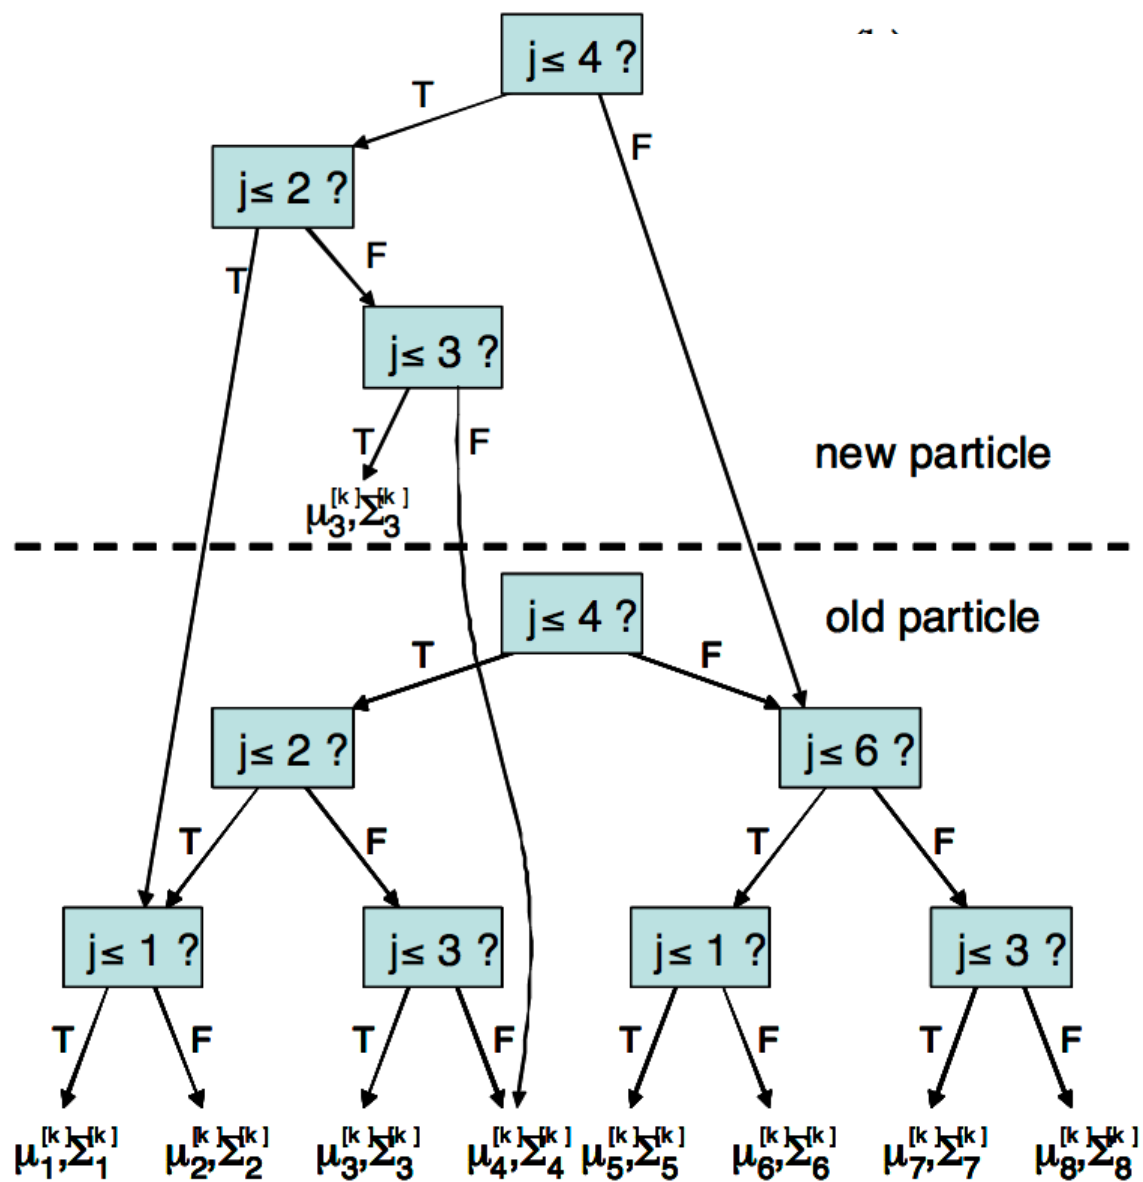 j≤ 4 ?
T
F
j≤ 2 ?
T
F
j≤ 3 ?
T
F
new particle
μ₃^[k],Σ₃^[k]
old particle
j≤ 4 ?
T
F
j≤ 2 ?
j≤ 6 ?
T
F
T
F
j≤ 1 ?
j≤ 3 ?
j≤ 1 ?
j≤ 3 ?
T
F
T
F
T
F
T
F
μ₁^[k],Σ₁^[k] μ₂^[k],Σ₂^[k] μ₃^[k],Σ₃^[k] μ₄^[k],Σ₄^[k] μ₅^[k],Σ₅^[k] μ₆^[k],Σ₆^[k] μ₇^[k],Σ₇^[k] μ₈^[k],Σ₈^[k]